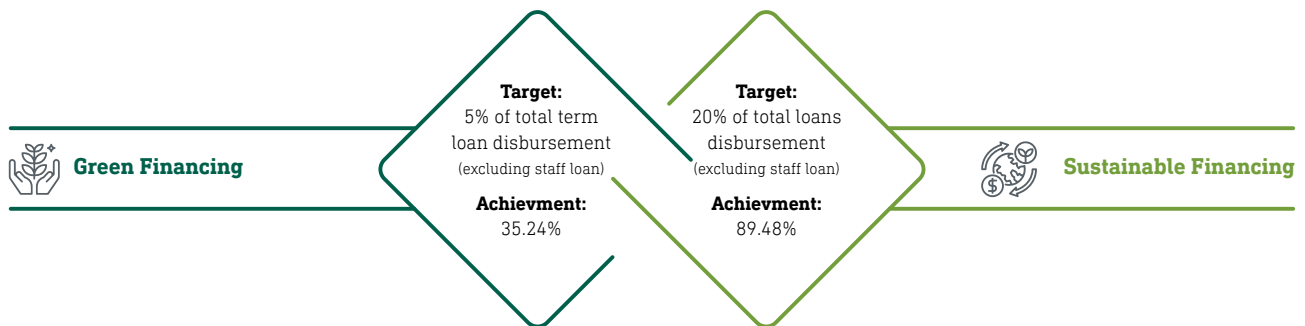 Green Financing
Target:
5% of total term
loan disbursement
(excluding staff loan)
Achievment:
35.24%
Target:
20% of total loans
disbursement
(excluding staff loan)
Achievment:
89.48%
Sustainable Financing